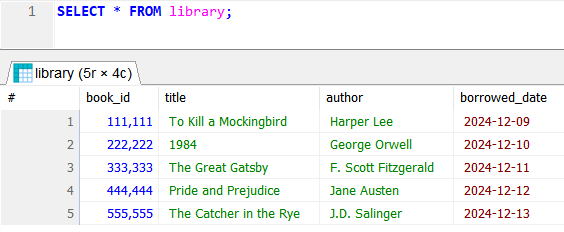 1 SELECT * FROM library;
library (5r × 4c)
# book_id title author borrowed_date
1 111,111 To Kill a Mockingbird Harper Lee 2024-12-09
2 222,222 1984 George Orwell 2024-12-10
3 333,333 The Great Gatsby F. Scott Fitzgerald 2024-12-11
4 444,444 Pride and Prejudice Jane Austen 2024-12-12
5 555,555 The Catcher in the Rye J.D. Salinger 2024-12-13